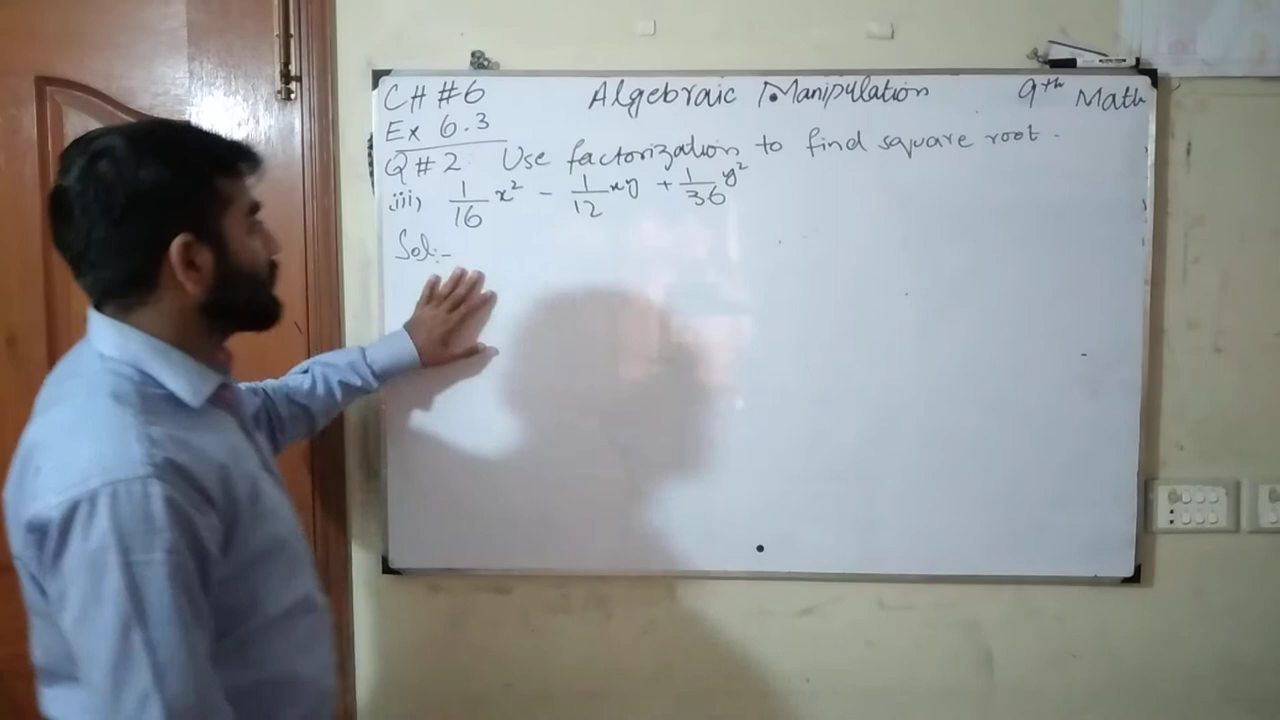 CH #6 Algebraic Manipulation 9th Math
Ex 6.3
Q #2 Use factorization to find square root.
iii) 1/16 x² - 1/12 xy + 1/36 y²
Sol:-